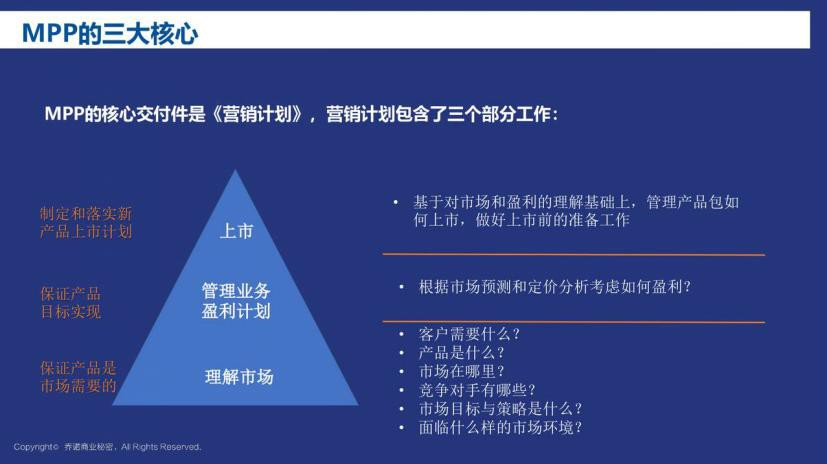 MPP的三大核心
MPP的核心交付件是《营销计划》，营销计划包含了三个部分工作：
制定和落实新
产品上市计划
上市
• 基于对市场和盈利的理解基础上，管理产品包如
何上市，做好上市前的准备工作
保证产品
目标实现
管理业务
盈利计划
• 根据市场预测和定价分析考虑如何盈利？
保证产品是
市场需要的
理解市场
• 客户需要什么？
• 产品是什么？
• 市场在哪里？
• 竞争对手有哪些？
• 市场目标与策略是什么？
• 面临什么样的市场环境？
Copyright© 乔诺商业秘密，All Rights Reserved.